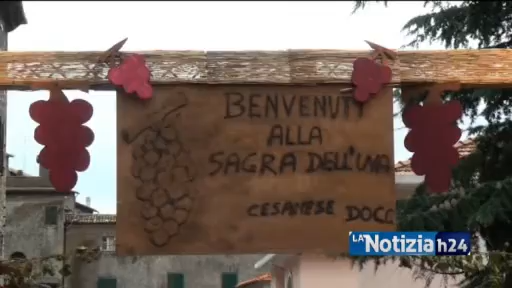 BENVENUTI
ALLA
SAGRA DELL'UVA
CESANESE DOCG
LA Notizia h24